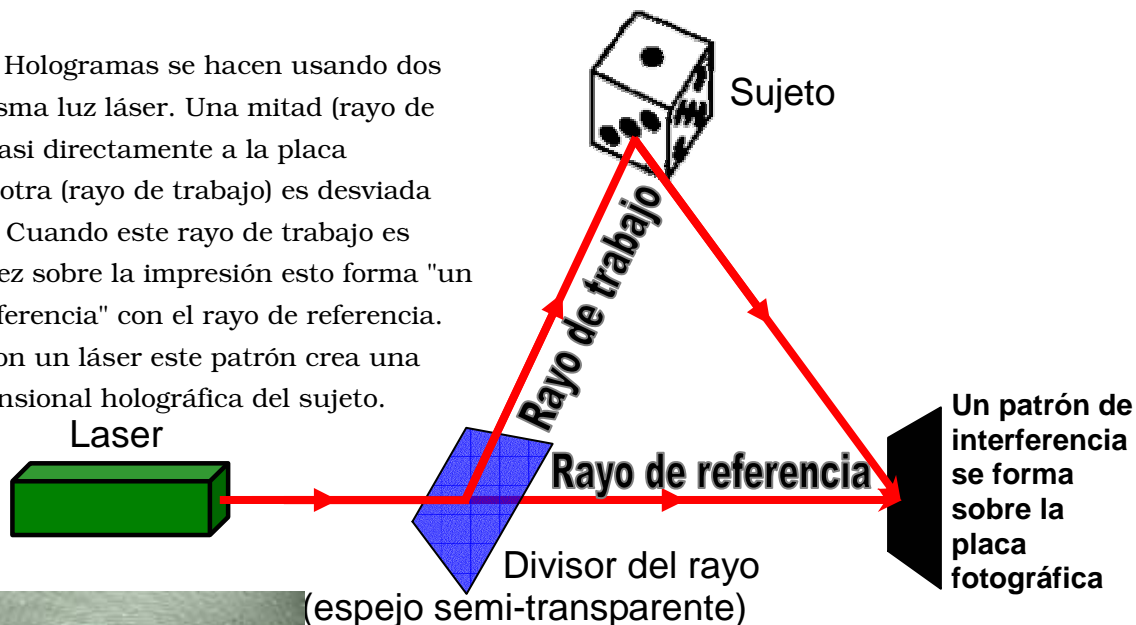 Hologramas se hacen usando dos
sma luz láser. Una mitad (rayo de
asi directamente a la placa
otra (rayo de trabajo) es desviada
Cuando este rayo de trabajo es
ez sobre la impresión esto forma "un
ferencia" con el rayo de referencia.
on un láser este patrón crea una
nsional holográfica del sujeto.
Sujeto
Rayo de trabajo
Laser
Rayo de referencia
Un patrón de
interferencia
se forma
sobre la
placa
fotográfica
Divisor del rayo
(espejo semi-transparente)